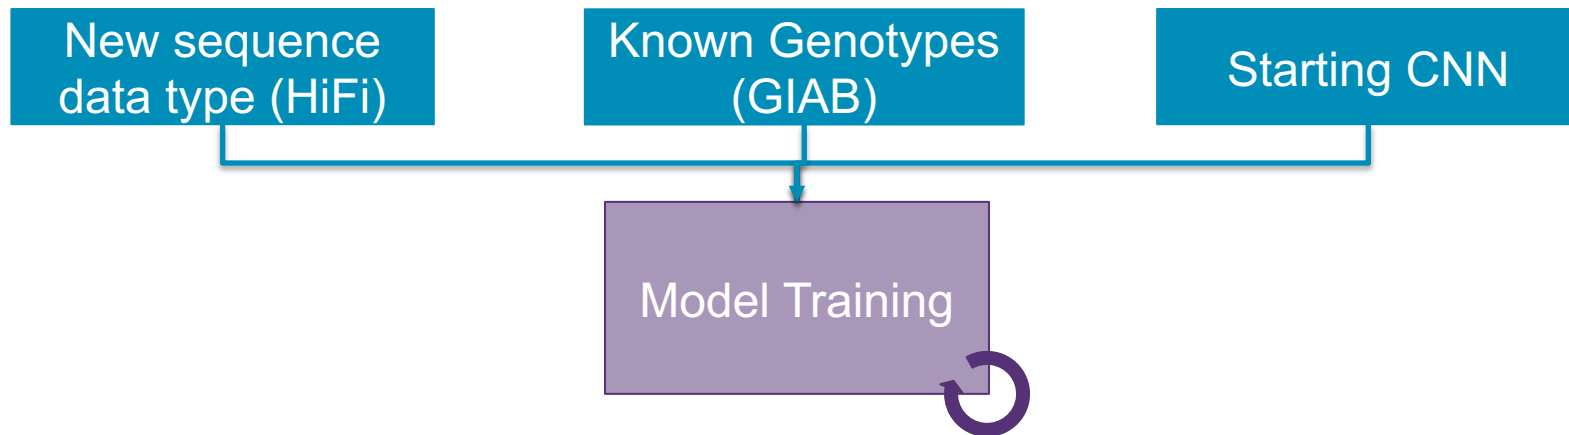 New sequence
data type (HiFi)
Known Genotypes
(GIAB)
Starting CNN
Model Training